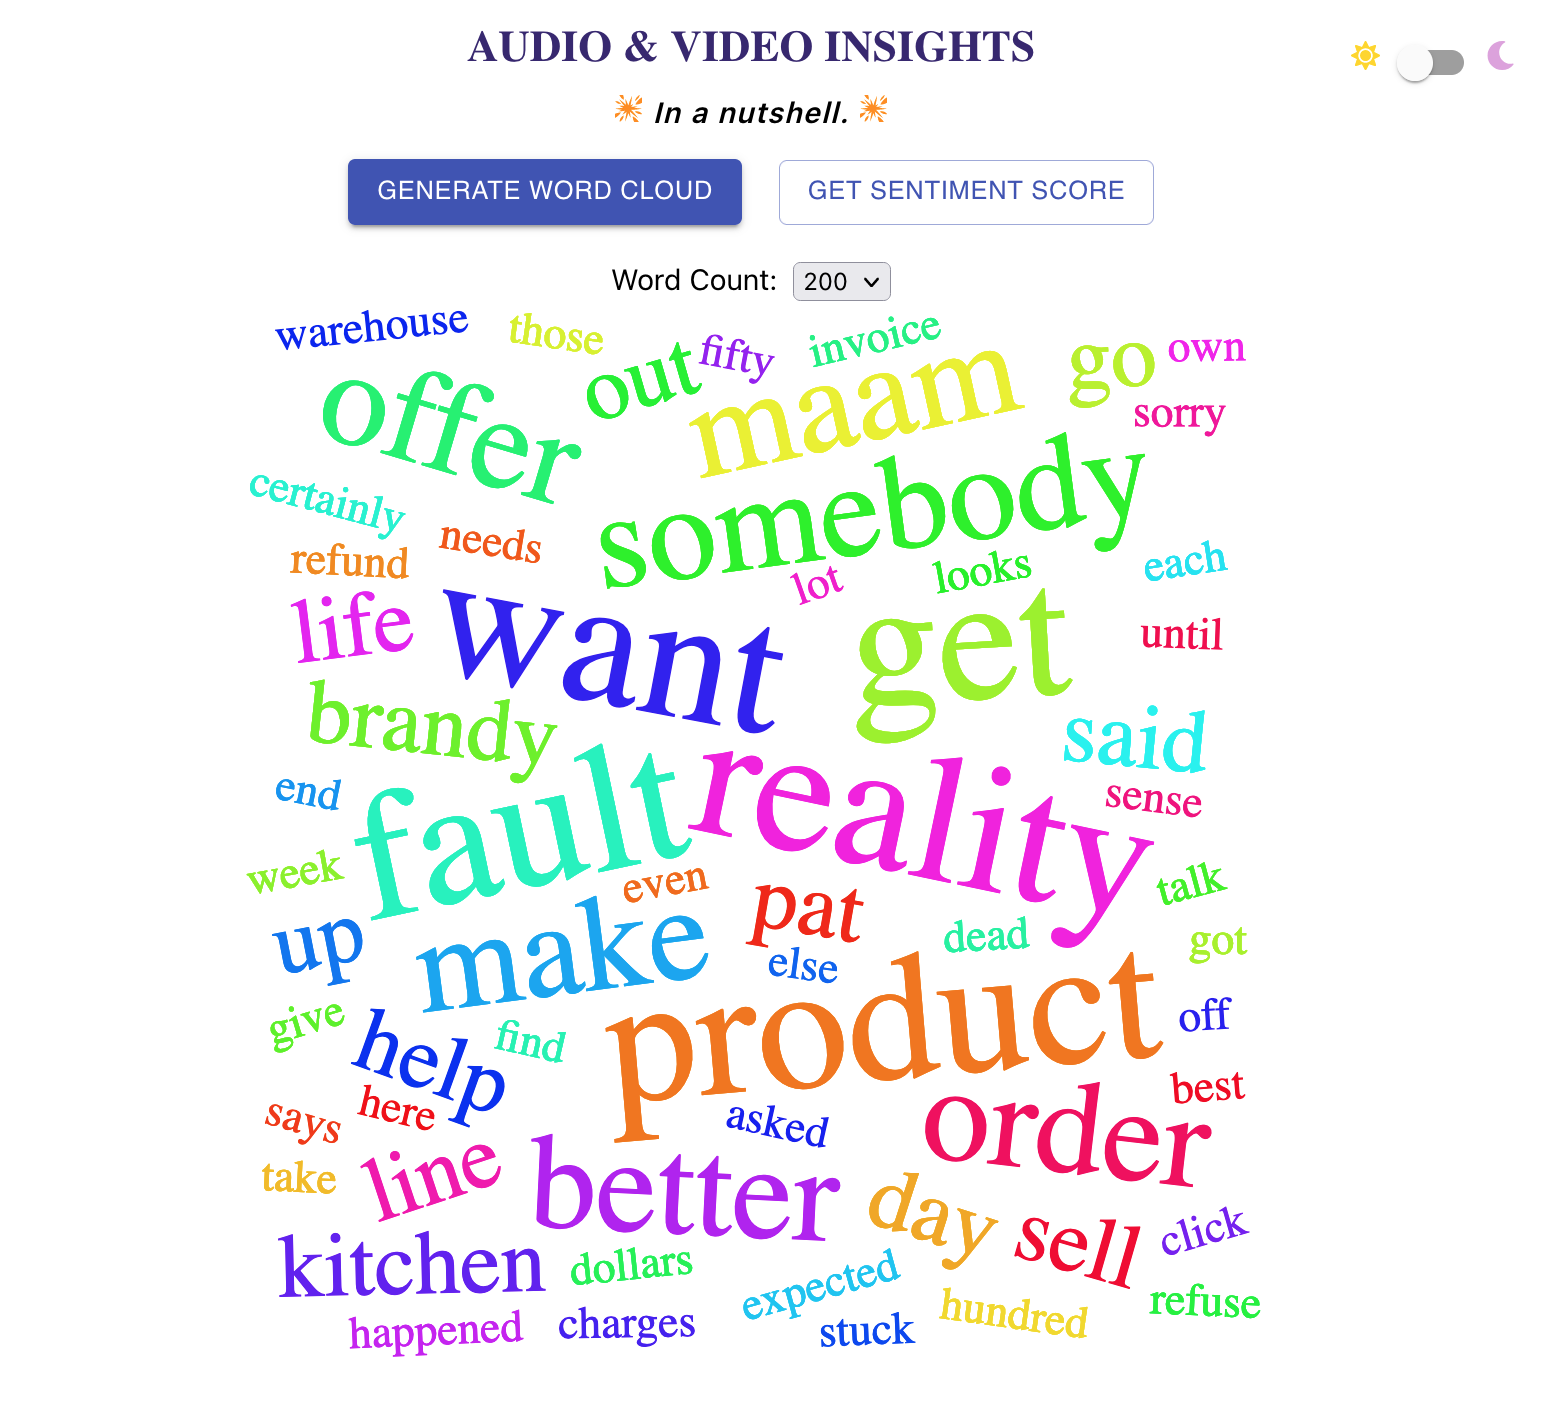 AUDIO & VIDEO INSIGHTS
In a nutshell.
GENERATE WORD CLOUD
GET SENTIMENT SCORE
Word Count: 200
warehouse
those
fifty
invoice
own
out
maam
go
offer
sorry
somebody
certainly
needs
refund
lot
looks
each
life
want
get
until
brandy
said
end
fault
reality
sense
week
even
pat
talk
up
make
else
dead
got
give
help
find
product
off
says
here
asked
order
best
take
line
better
day
sell
click
kitchen
dollars
expected
hundred
refuse
happened
charges
stuck